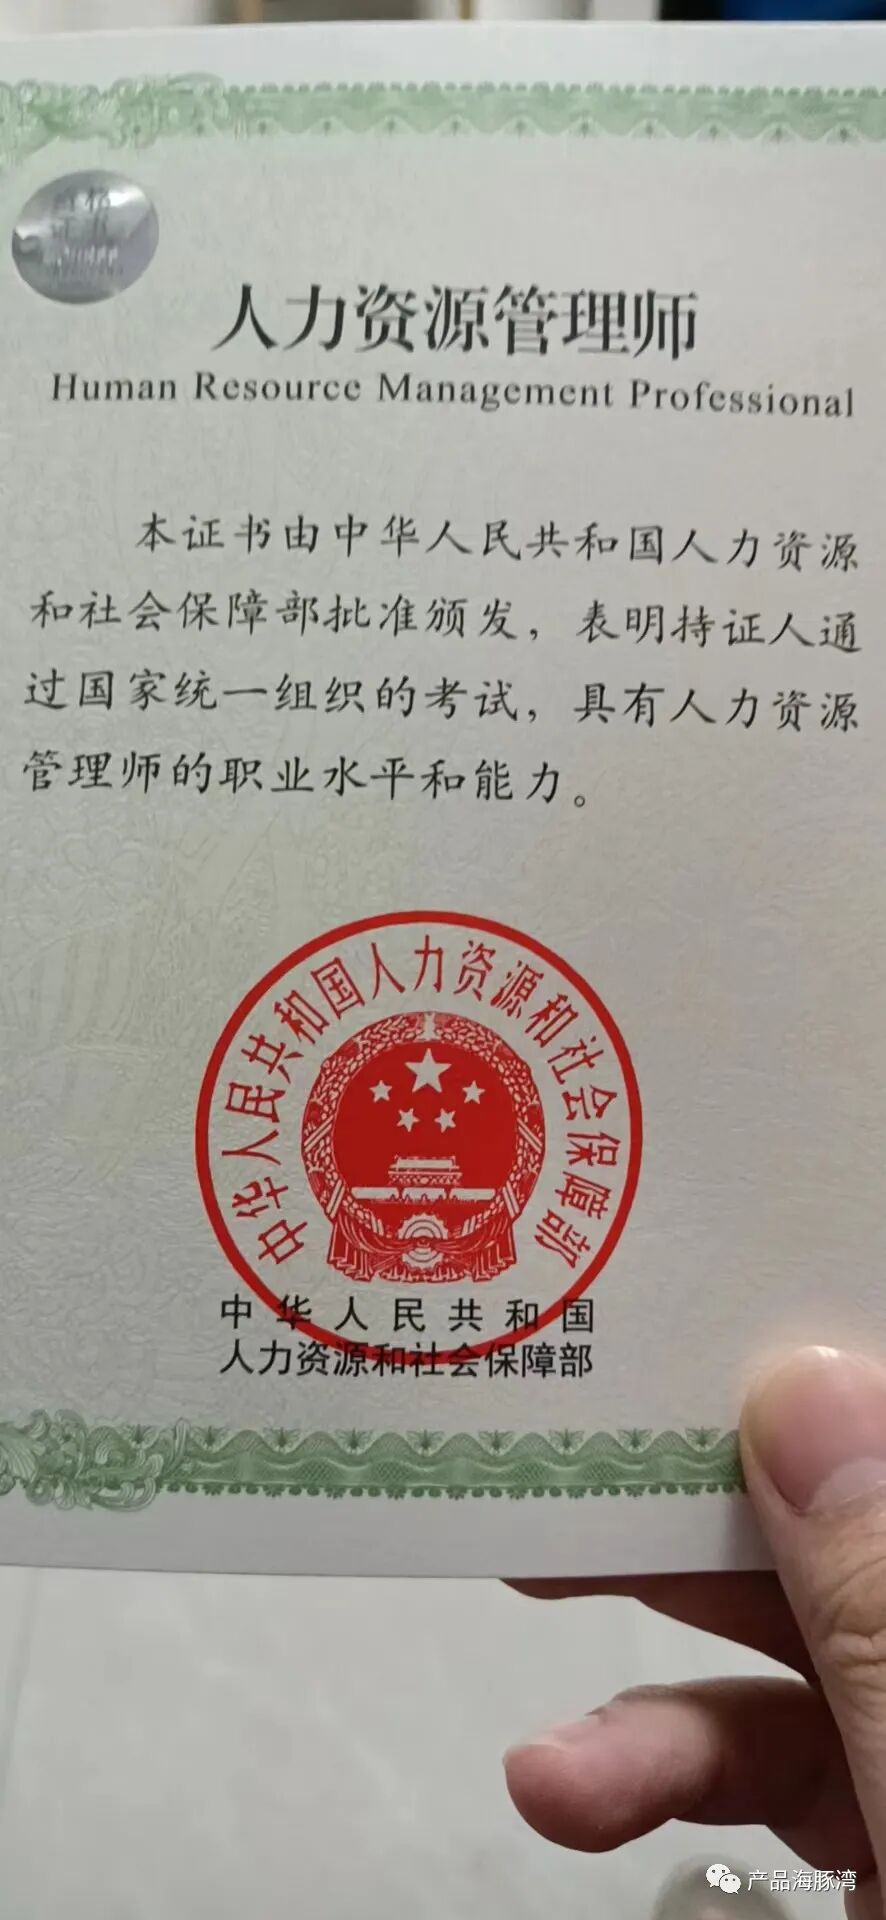 人力资源管理师
Human Resource Management Professional
本证书由中华人民共和国人力资源
和社会保障部批准颁发，表明持证人通
过国家统一组织的考试，具有人力资源
管理师的职业水平和能力。
中华人民共和国人力资源和社会保障部
中华人民共和国
人力资源和社会保障部
产品海豚湾